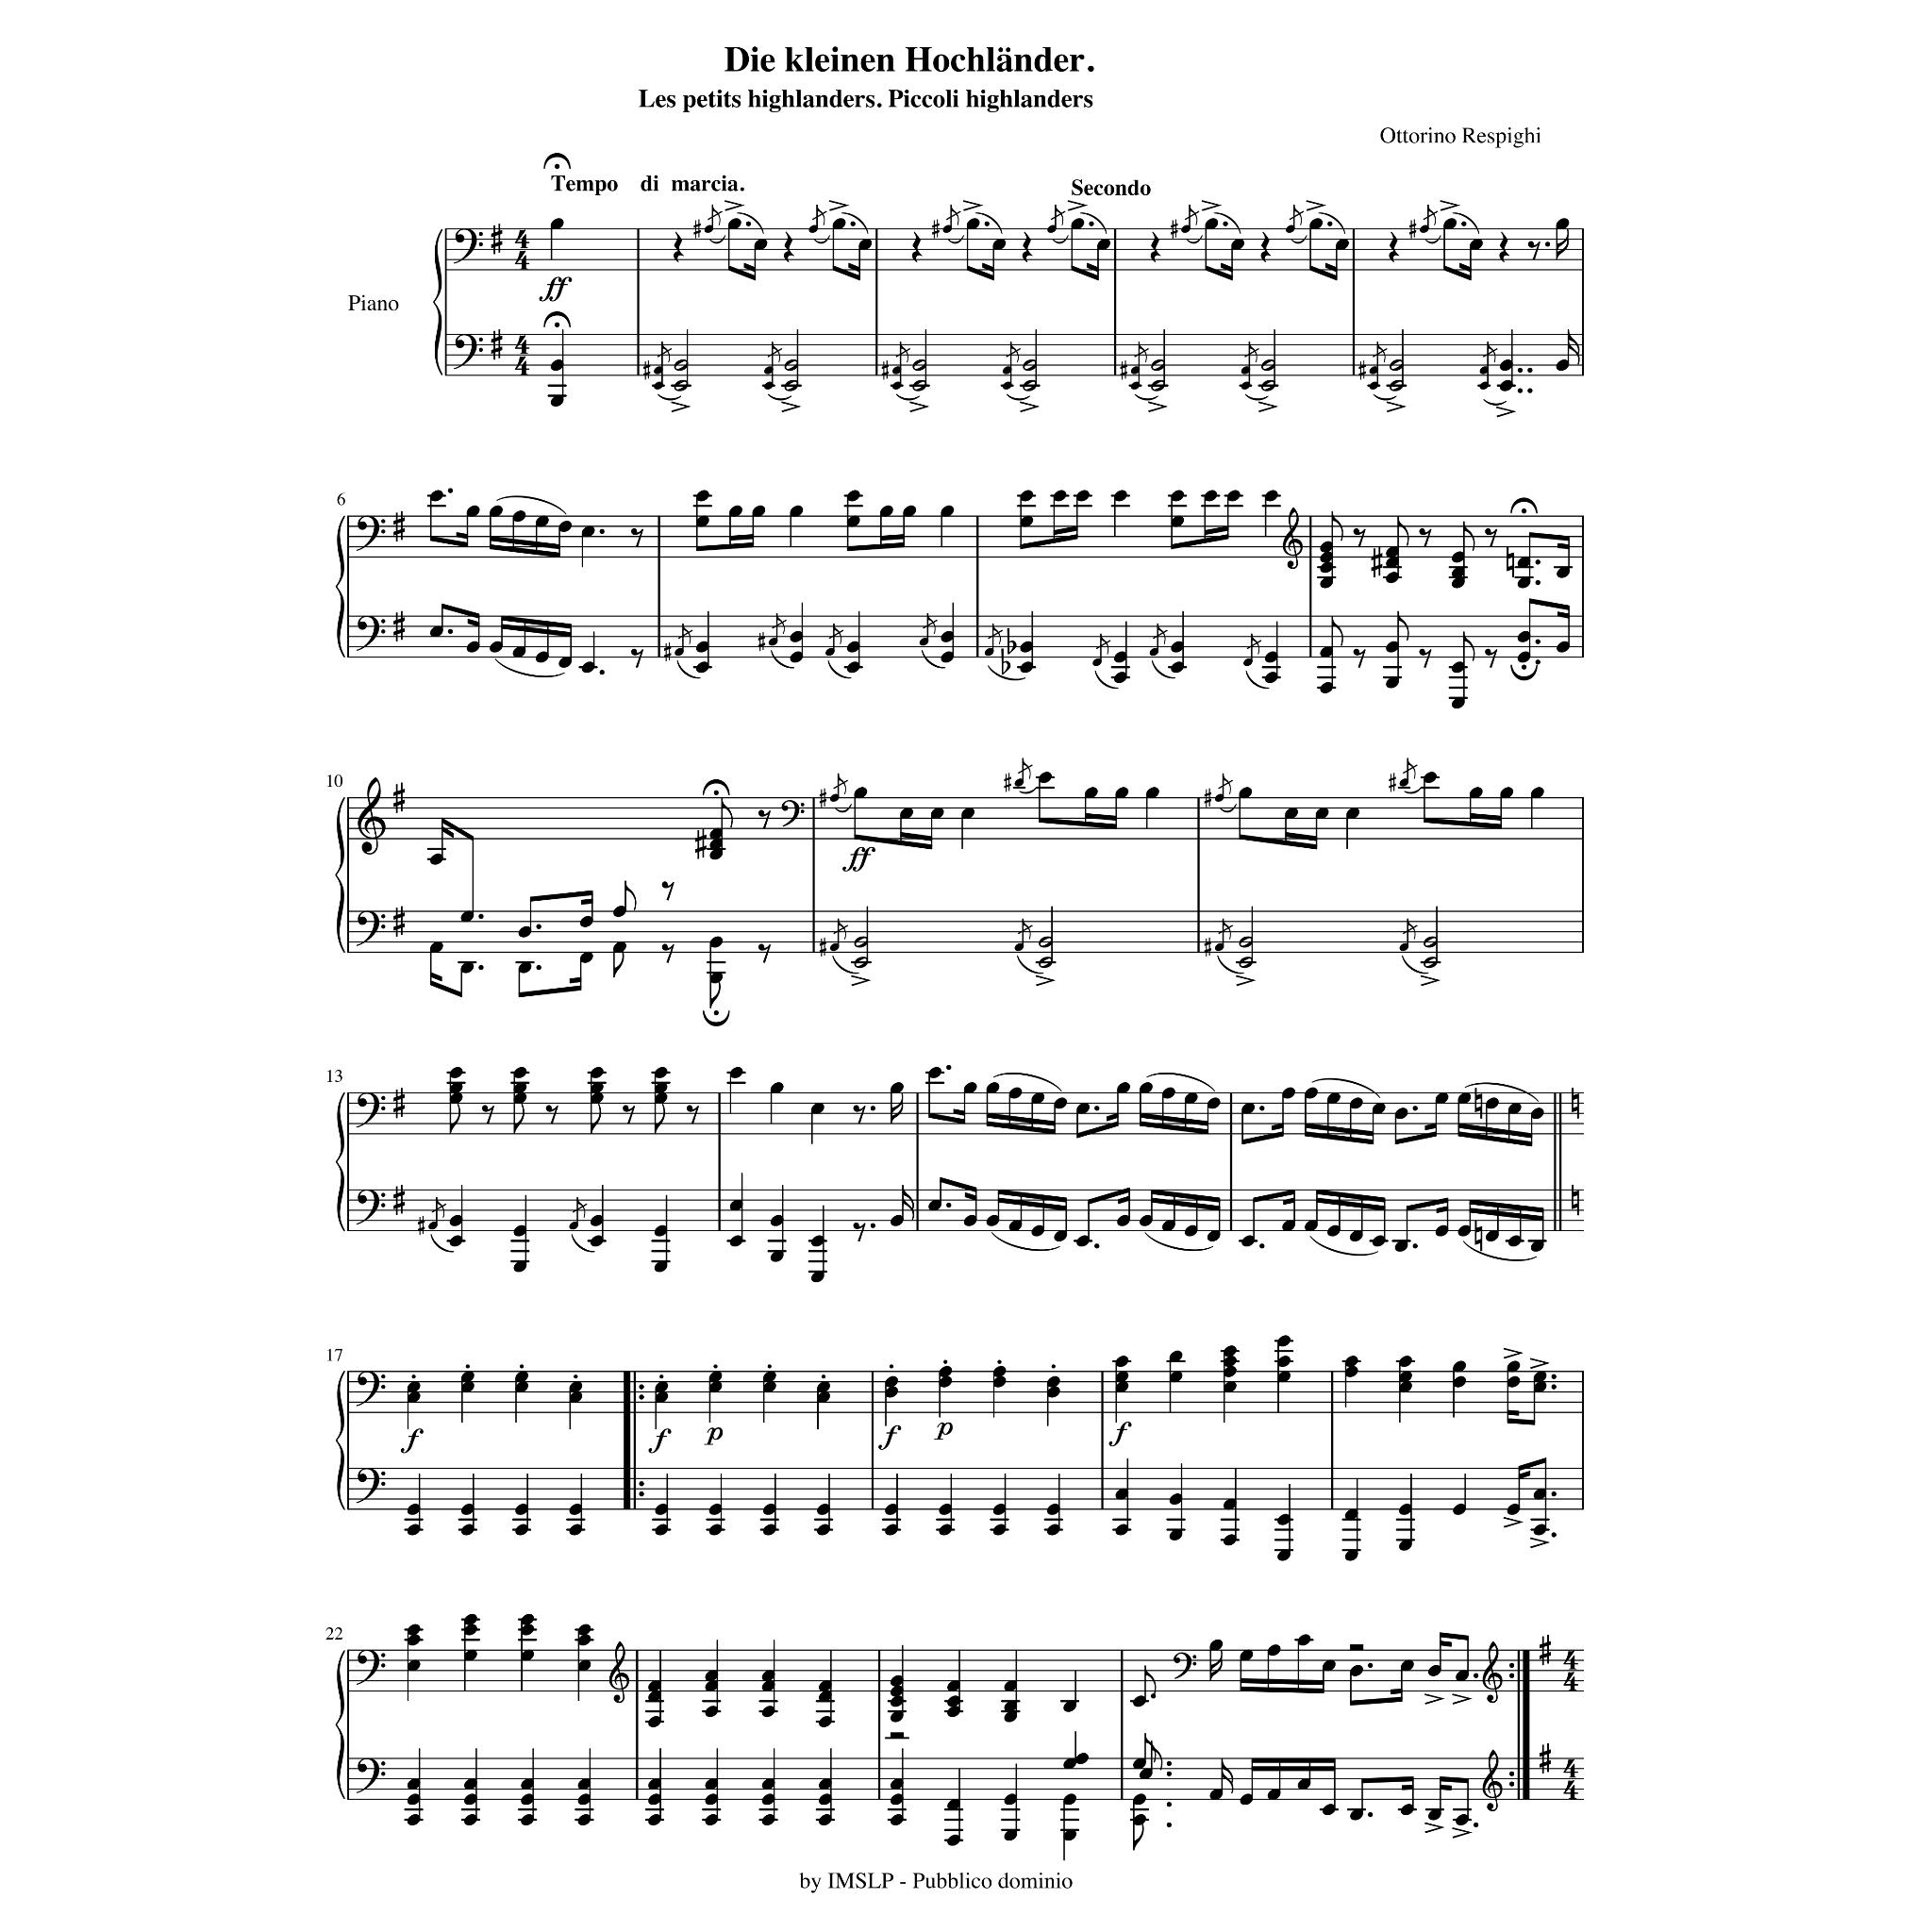 Die kleinen Hochländer.
Les petits highlanders. Piccoli highlanders
Ottorino Respighi
Tempo di marcia.
Secondo
Piano
ff
6
10
ff
13
17
f
f
p
f
p
f
22
by IMSLP - Pubblico dominio